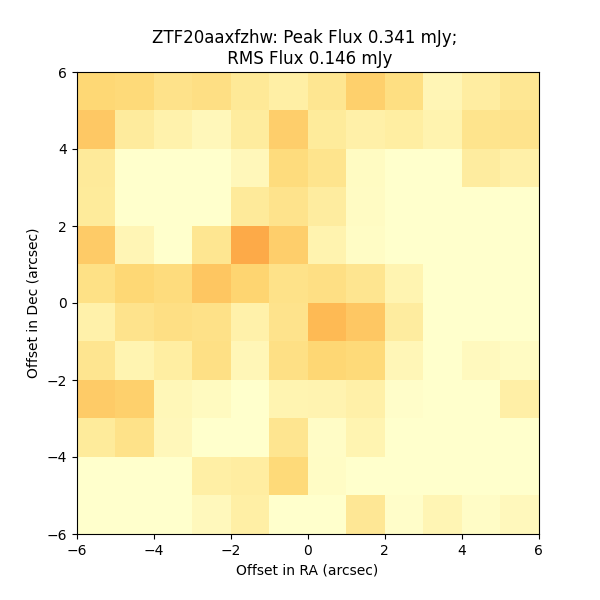 ZTF20aaxfzhw: Peak Flux 0.341 mJy;
RMS Flux 0.146 mJy
6
4
2
0
−2
−4
−6
Offset in Dec (arcsec)
−6 −4 −2 0 2 4 6
Offset in RA (arcsec)